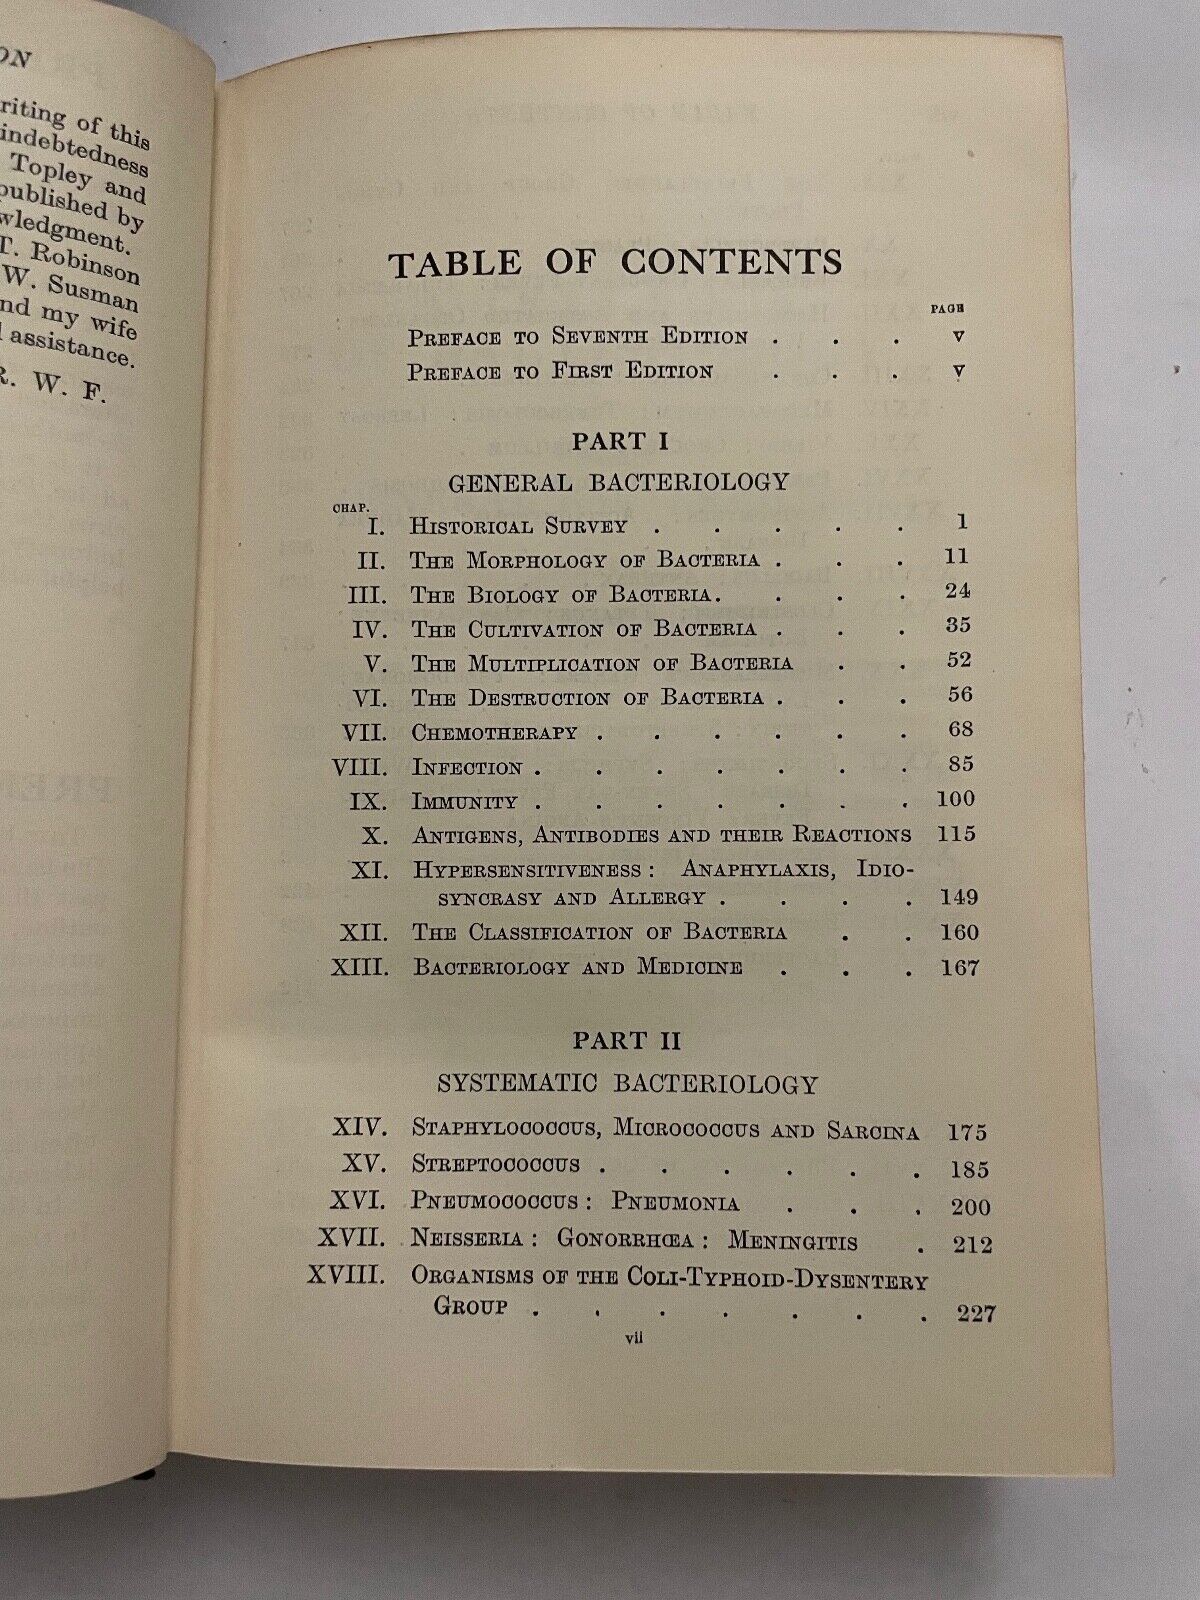 ON
riting of this
indebtedness
Topley and
published by
wledgment.
T. Robinson
W. Susman
nd my wife
l assistance.
R. W. F.
TABLE OF CONTENTS
PAGE
PREFACE TO SEVENTH EDITION . . . v
PREFACE TO FIRST EDITION . . . v
PART I
GENERAL BACTERIOLOGY
CHAP.
I. HISTORICAL SURVEY . . . . . 1
II. THE MORPHOLOGY OF BACTERIA . . . 11
III. THE BIOLOGY OF BACTERIA . . . . 24
IV. THE CULTIVATION OF BACTERIA . . . 35
V. THE MULTIPLICATION OF BACTERIA . . 52
VI. THE DESTRUCTION OF BACTERIA . . . 56
VII. CHEMOTHERAPY . . . . . . 68
VIII. INFECTION . . . . . . . 85
IX. IMMUNITY . . . . . . . 100
X. ANTIGENS, ANTIBODIES AND THEIR REACTIONS 115
XI. HYPERSENSITIVENESS : ANAPHYLAXIS, IDIO-
SYNCRASY AND ALLERGY . . . . 149
XII. THE CLASSIFICATION OF BACTERIA . . 160
XIII. BACTERIOLOGY AND MEDICINE . . . 167
PART II
SYSTEMATIC BACTERIOLOGY
XIV. STAPHYLOCOCCUS, MICROCOCCUS AND SARCINA 175
XV. STREPTOCOCCUS . . . . . . 185
XVI. PNEUMOCOCCUS : PNEUMONIA . . . 200
XVII. NEISSERIA : GONORRHŒA : MENINGITIS . 212
XVIII. ORGANISMS OF THE COLI-TYPHOID-DYSENTERY
GROUP . . . . . . . 227
vii